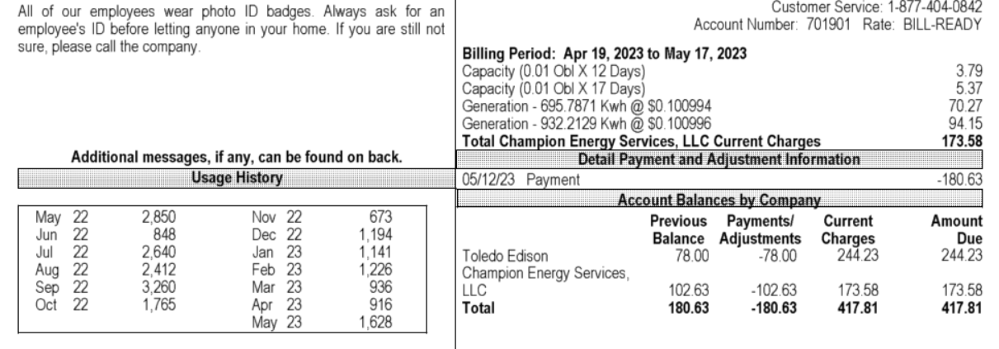 All of our employees wear photo ID badges. Always ask for an
employee's ID before letting anyone in your home. If you are still not
sure, please call the company.
Additional messages, if any, can be found on back.
Usage History
May 22 2,850 Nov 22 673
Jun 22 848 Dec 22 1,194
Jul 22 2,640 Jan 23 1,141
Aug 22 2,412 Feb 23 1,226
Sep 22 3,260 Mar 23 936
Oct 22 1,765 Apr 23 916
May 23 1,628
Customer Service: 1-877-404-0842
Account Number: 701901 Rate: BILL-READY
Billing Period: Apr 19, 2023 to May 17, 2023
Capacity (0.01 Obl X 12 Days) 3.79
Capacity (0.01 Obl X 17 Days) 5.37
Generation - 695.7871 Kwh @ $0.100994 70.27
Generation - 932.2129 Kwh @ $0.100996 94.15
Total Champion Energy Services, LLC Current Charges 173.58
Detail Payment and Adjustment Information
05/12/23 Payment -180.63
Account Balances by Company
Previous Payments/ Current Amount
Balance Adjustments Charges Due
Toledo Edison 78.00 -78.00 244.23 244.23
Champion Energy Services,
LLC 102.63 -102.63 173.58 173.58
Total 180.63 -180.63 417.81 417.81